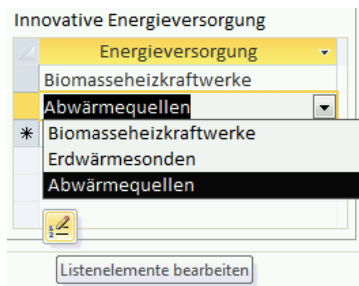 Innovative Energieversorgung
Energieversorgung
Biomasseheizkraftwerke
Abwärmequellen
Biomasseheizkraftwerke
Erdwärmesonden
Abwärmequellen
Listenelemente bearbeiten